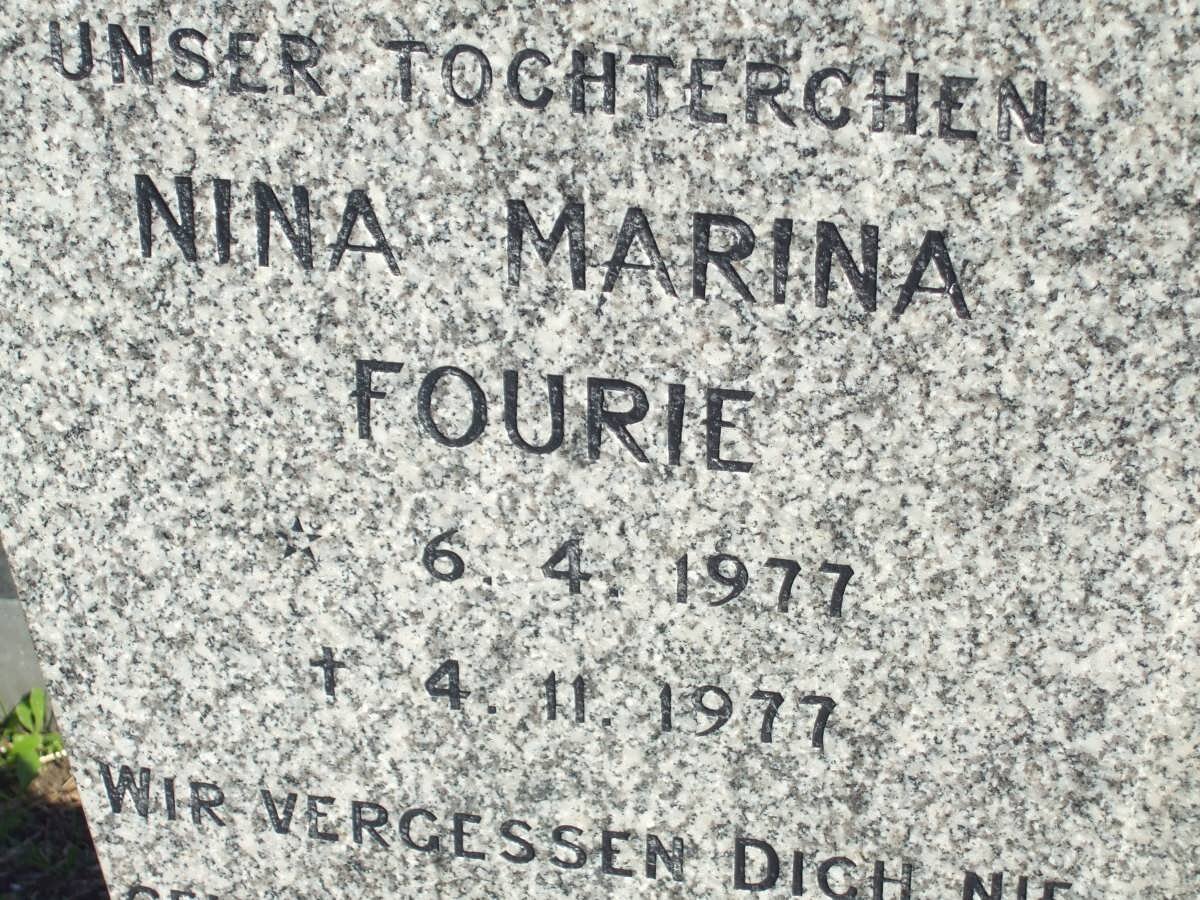 UNSER TOCHTERCHEN
NINA MARINA
FOURIE
* 6. 4. 1977
† 4. 11. 1977
WIR VERGESSEN DICH NIE